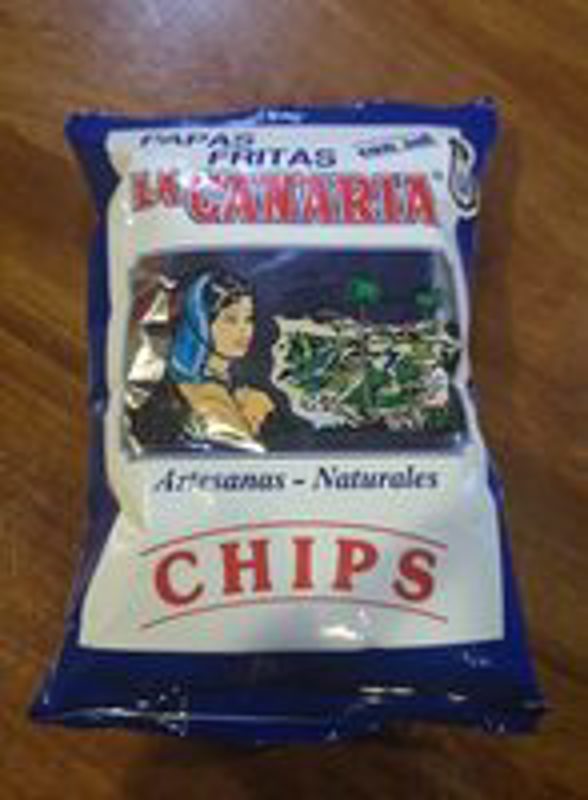 PAPAS
FRITAS
LA CANARIA
Artesanas - Naturales
CHIPS